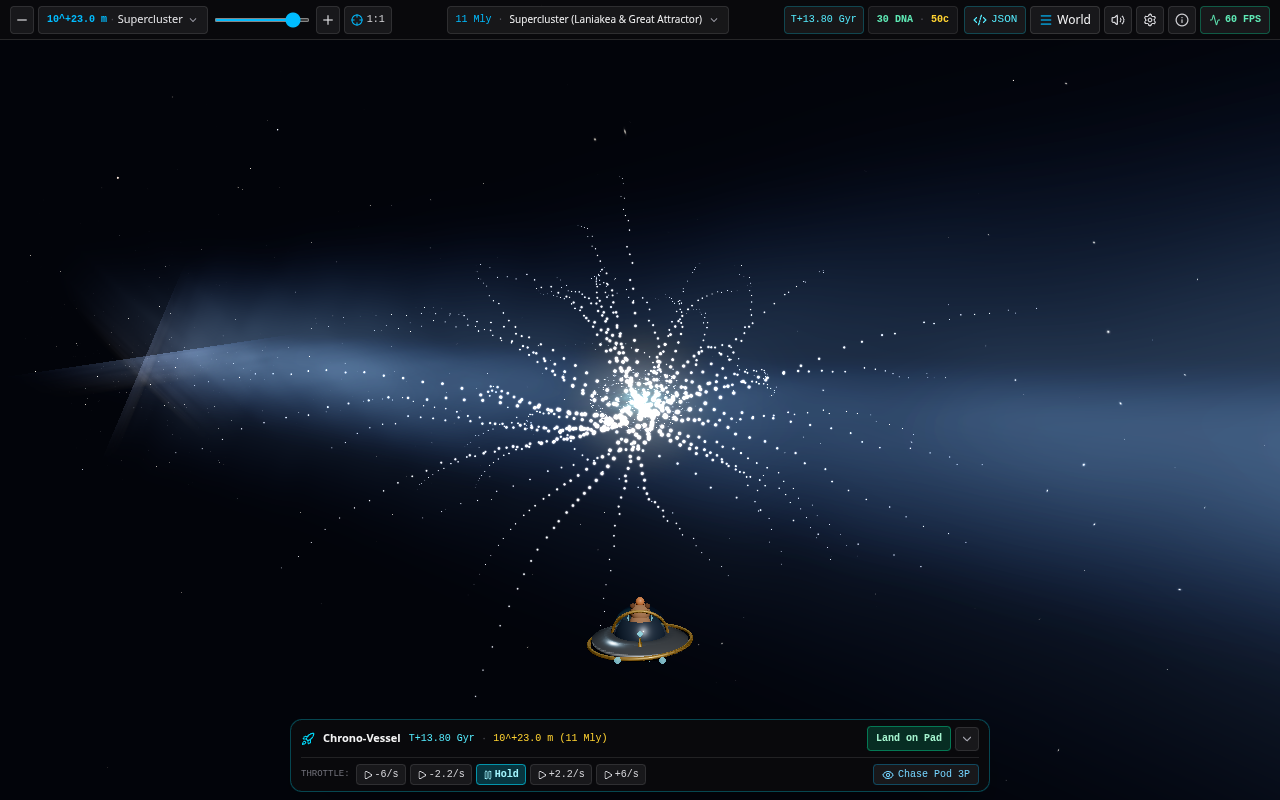 10^+23.0 m · Supercluster
1:1
11 Mly · Supercluster (Laniakea & Great Attractor)
T+13.80 Gyr
30 DNA · 50c
JSON
World
60 FPS
Chrono-Vessel T+13.80 Gyr · 10^+23.0 m (11 Mly)
Land on Pad
THROTTLE: -6/s -2.2/s Hold +2.2/s +6/s
Chase Pod 3P